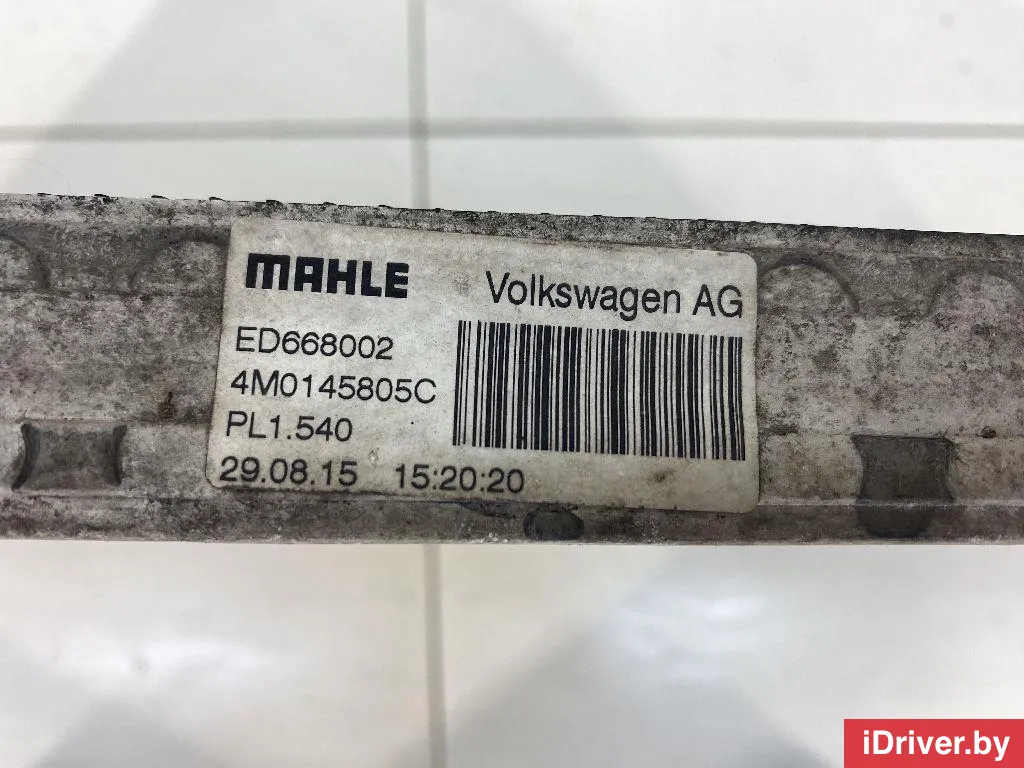 MAHLE
Volkswagen AG
ED668002
4M0145805C
PL1.540
29.08.15 15:20:20
iDriver.by